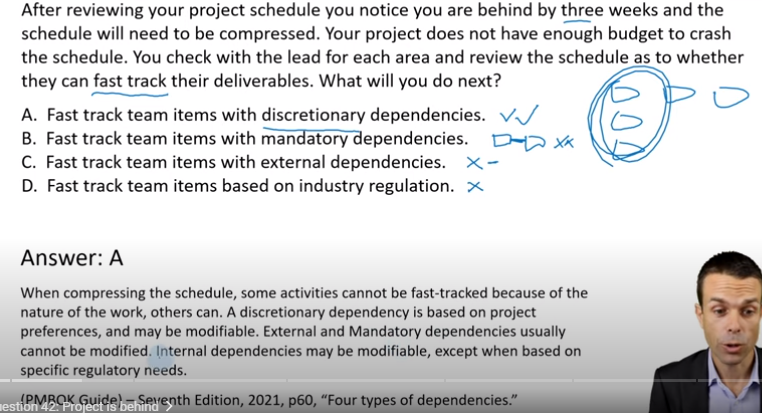 After reviewing your project schedule you notice you are behind by three weeks and the
schedule will need to be compressed. Your project does not have enough budget to crash
the schedule. You check with the lead for each area and review the schedule as to whether
they can fast track their deliverables. What will you do next?
A. Fast track team items with discretionary dependencies.
B. Fast track team items with mandatory dependencies.
C. Fast track team items with external dependencies.
D. Fast track team items based on industry regulation.
Answer: A
When compressing the schedule, some activities cannot be fast-tracked because of the
nature of the work, others can. A discretionary dependency is based on project
preferences, and may be modifiable. External and Mandatory dependencies usually
cannot be modified. Internal dependencies may be modifiable, except when based on
specific regulatory needs.
(PMBOK Guide) – Seventh Edition, 2021, p60, “Four types of dependencies.”
estion 42: Project is behind >